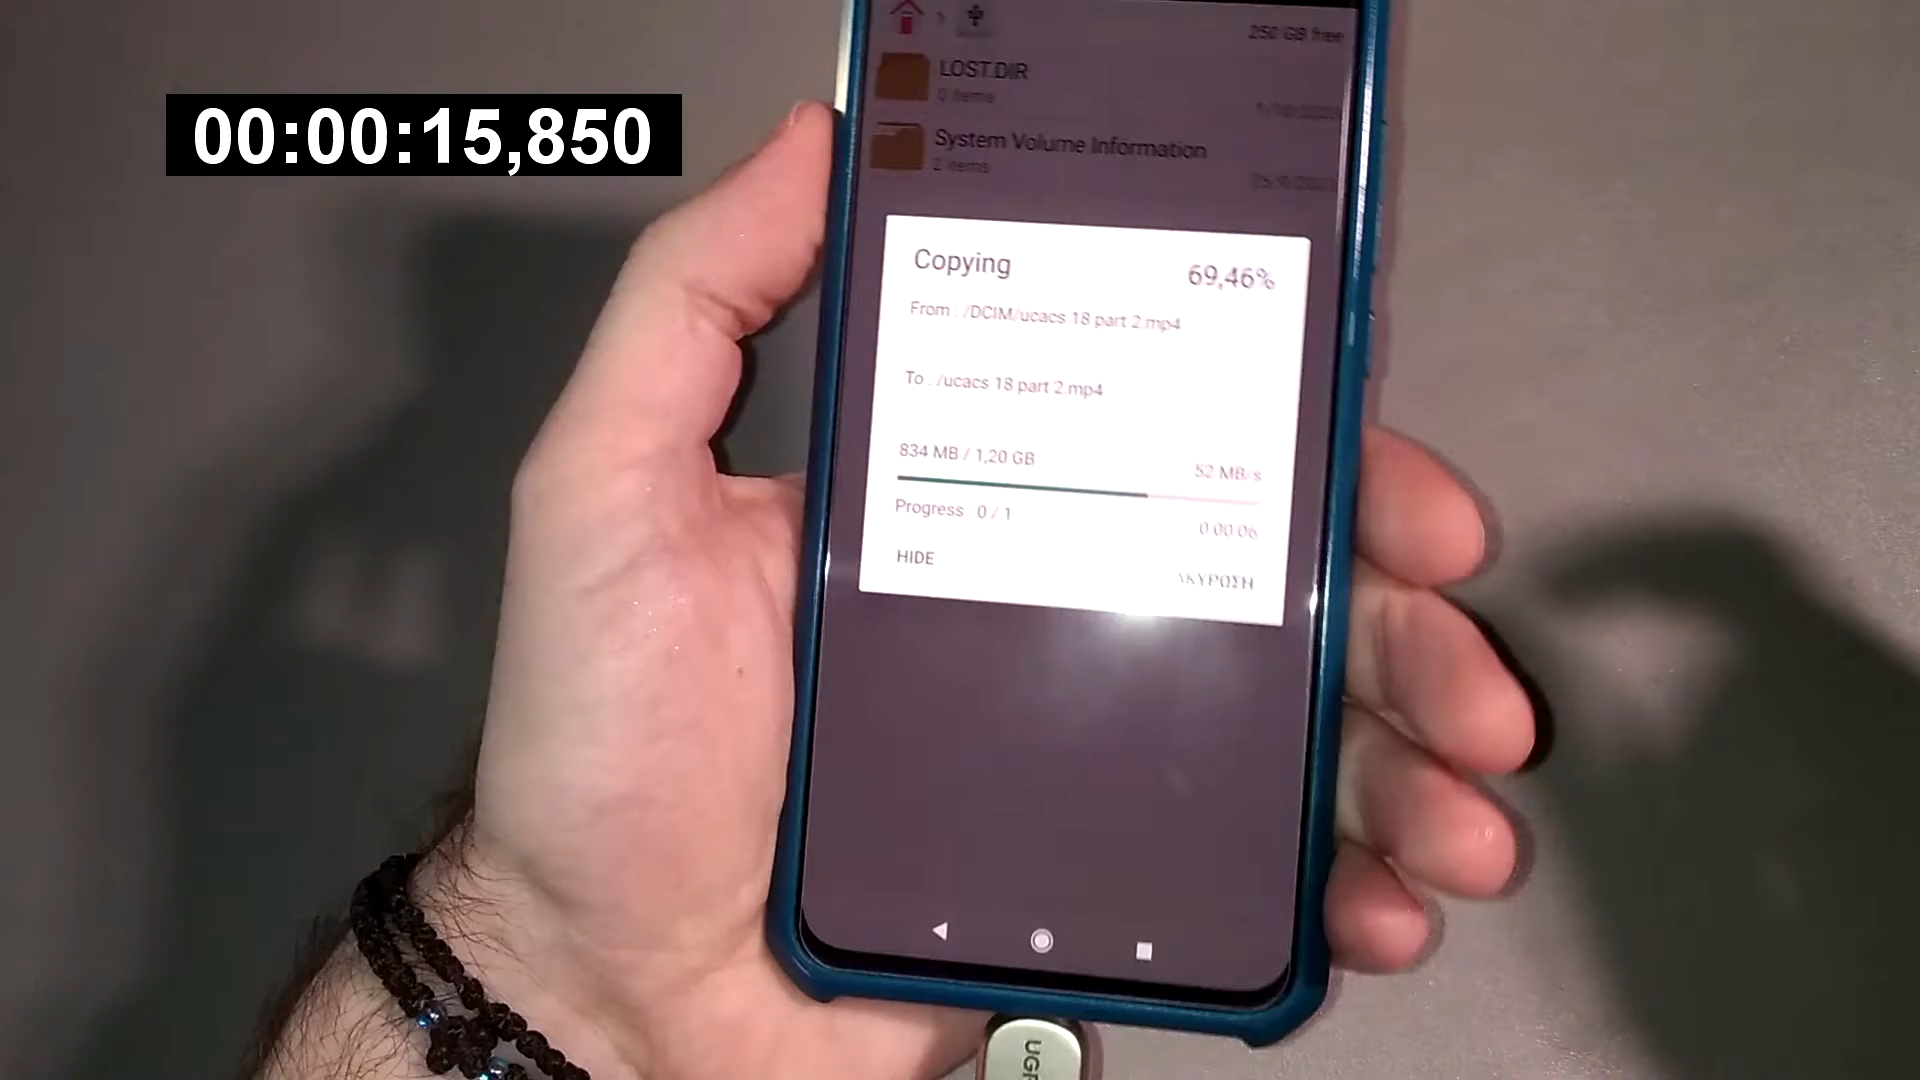 250 GB free
LOST.DIR
0 items
00:00:15,850
System Volume Information
2 items
Copying
69,46%
From : /DCIM/ucacs 18 part 2.mp4
To : /ucacs 18 part 2.mp4
834 MB / 1,20 GB
52 MB/s
Progress 0 / 1
0:00:06
HIDE
ΑΚΥΡΩΣΗ